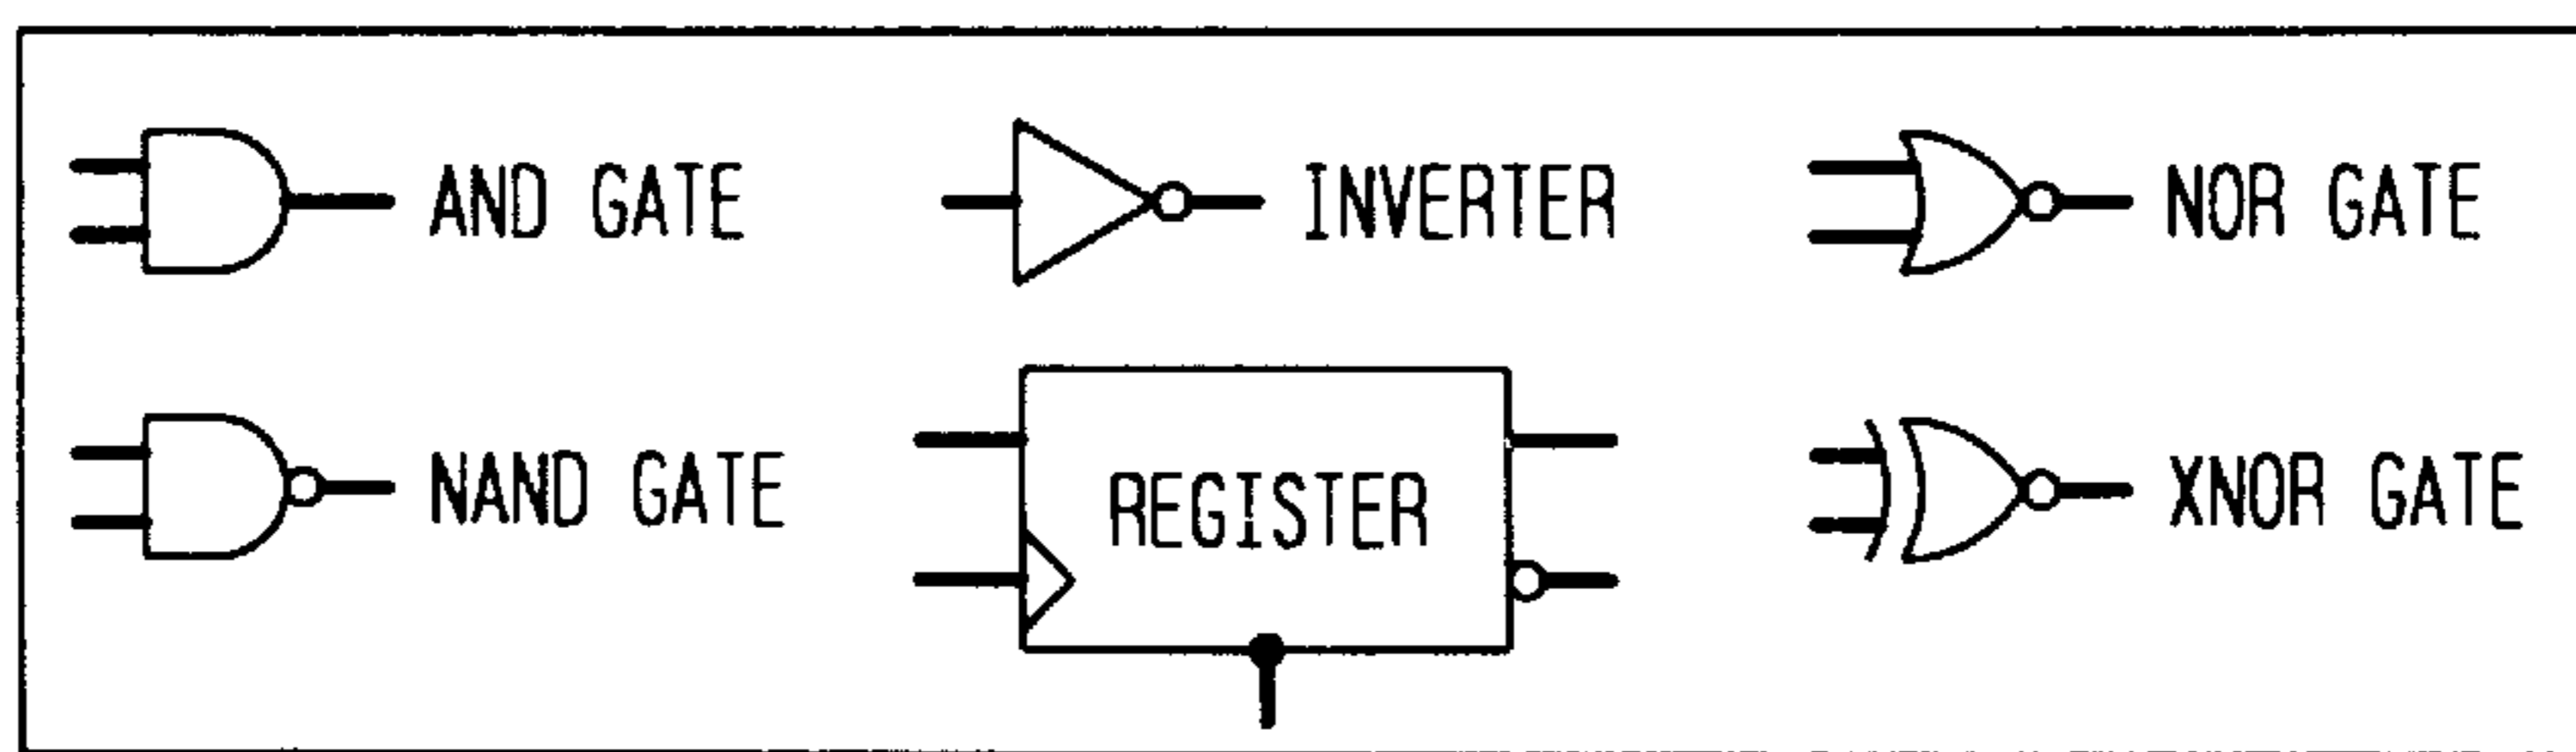 AND GATE
INVERTER
NOR GATE
NAND GATE
REGISTER
XNOR GATE